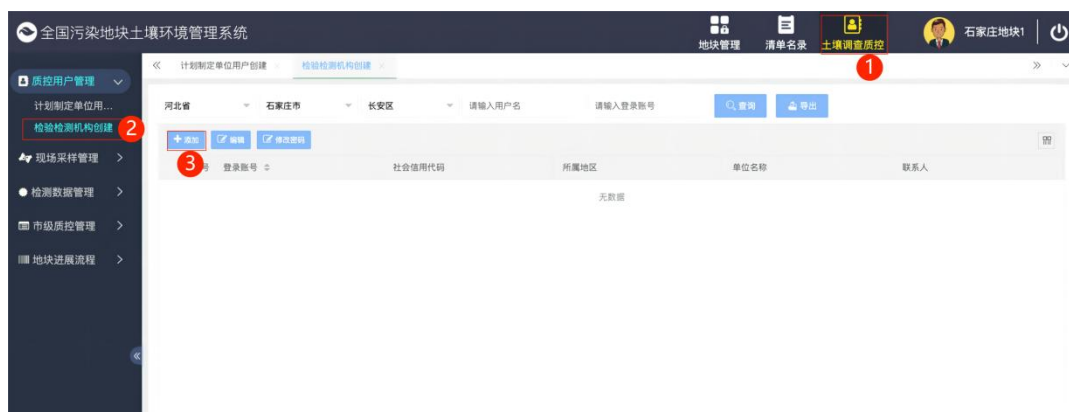 全国污染地块土壤环境管理系统
地块管理 清单名录 土壤调查质控 石家庄地块1
1
质控用户管理
计划制定单位用户创建 检验检测机构创建
计划制定单位用...
检验检测机构创建 2
现场采样管理
检测数据管理
市级质控管理
地块进展流程
河北省 石家庄市 长安区 请输入用户名 请输入登录账号 查询 导出
添加 编辑 修改密码
3
号 登录账号 社会信用代码 所属地区 单位名称 联系人
无数据